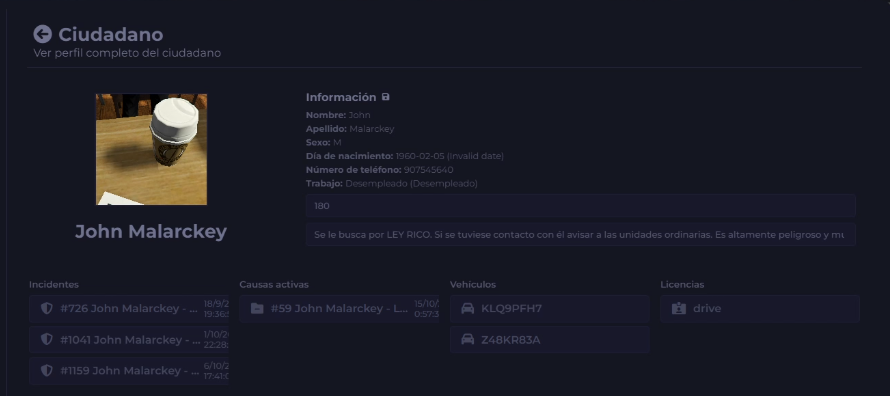 Ciudadano
Ver perfil completo del ciudadano
Información
Nombre: John
Apellido: Malarckey
Sexo: M
Día de nacimiento: 1960-02-05 (Invalid date)
Número de teléfono: 907545640
Trabajo: Desempleado (Desempleado)
180
Se le busca por LEY RICO. Si se tuviese contacto con él avisar a las unidades ordinarias. Es altamente peligroso y
John Malarckey
Incidentes
#726 John Malarckey - ... 18/9/2
19:36:
#1041 John Malarckey - ... 1/10/2
22:28:
#1159 John Malarckey - ... 6/10/2
17:41:
Causas activas
#59 John Malarckey - L... 15/10/
0:57:3
Vehículos
KLQ9PFH7
Z48KR83A
Licencias
drive